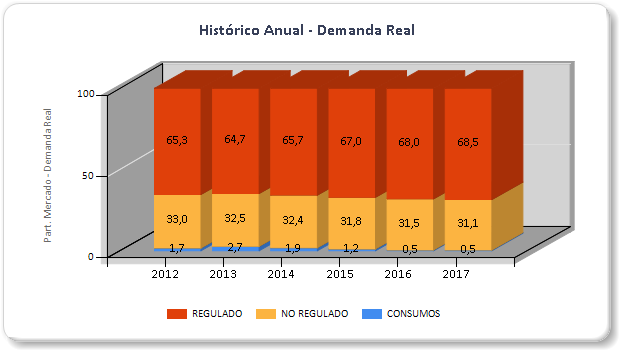 Histórico Anual - Demanda Real
Part. Mercado - Demanda Real
100
50
0
65,3 64,7 65,7 67,0 68,0 68,5
33,0 32,5 32,4 31,8 31,5 31,1
1,7 2,7 1,9 1,2 0,5 0,5
2012 2013 2014 2015 2016 2017
REGULADO NO REGULADO CONSUMOS